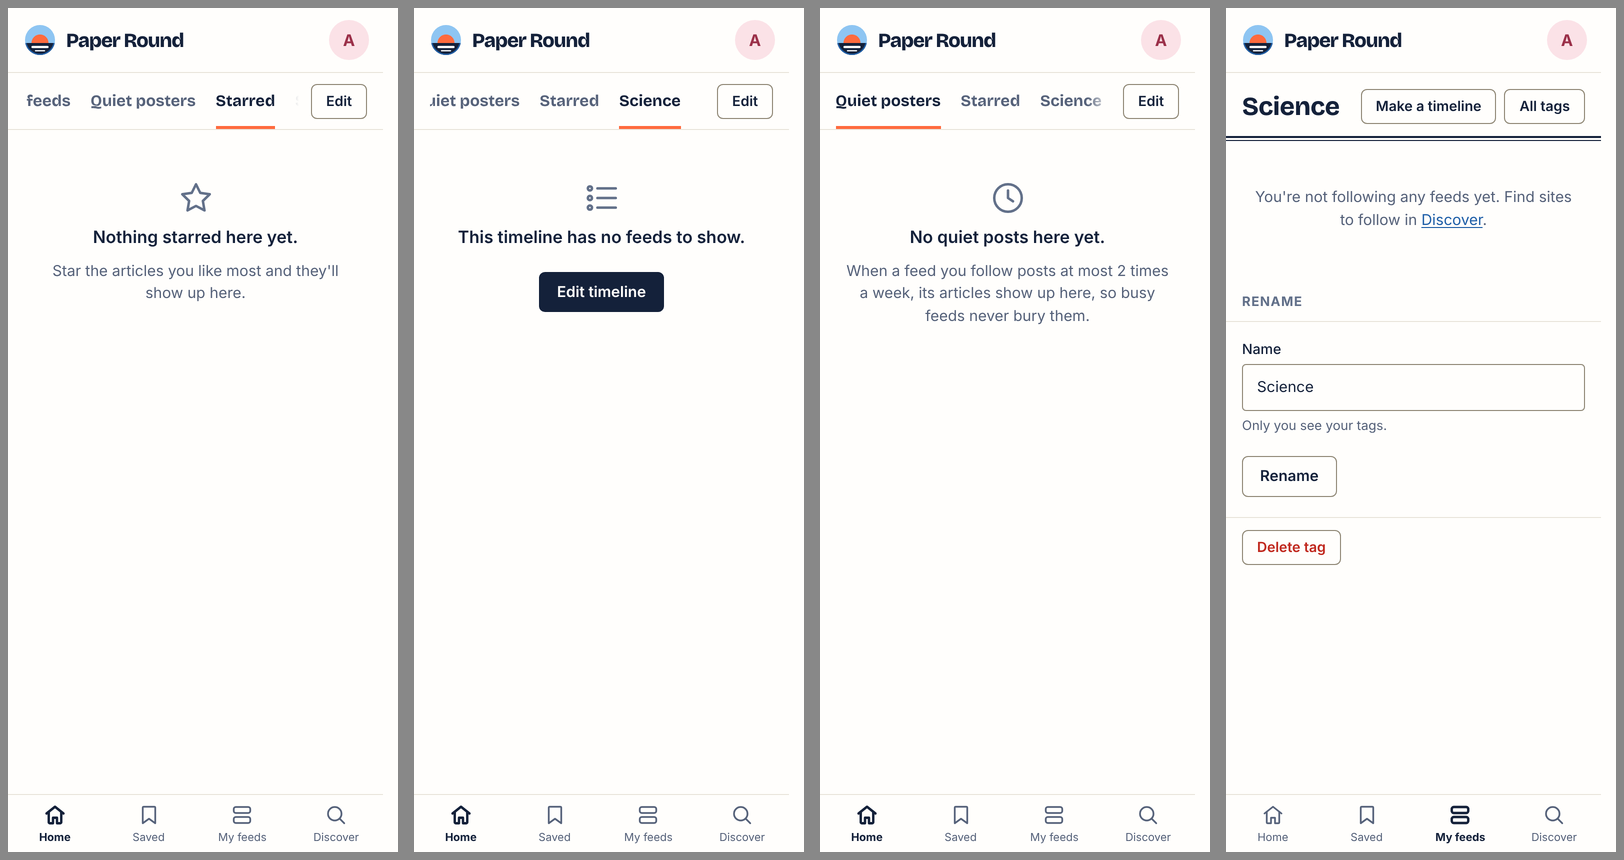 Paper Round
A
feeds Quiet posters Starred Edit
Nothing starred here yet.
Star the articles you like most and they'll
show up here.
Home Saved My feeds Discover
Paper Round
A
uiet posters Starred Science Edit
This timeline has no feeds to show.
Edit timeline
Home Saved My feeds Discover
Paper Round
A
Quiet posters Starred Science Edit
No quiet posts here yet.
When a feed you follow posts at most 2 times
a week, its articles show up here, so busy
feeds never bury them.
Home Saved My feeds Discover
Paper Round
A
Science Make a timeline All tags
You're not following any feeds yet. Find sites
to follow in Discover.
RENAME
Name
Science
Only you see your tags.
Rename
Delete tag
Home Saved My feeds Discover